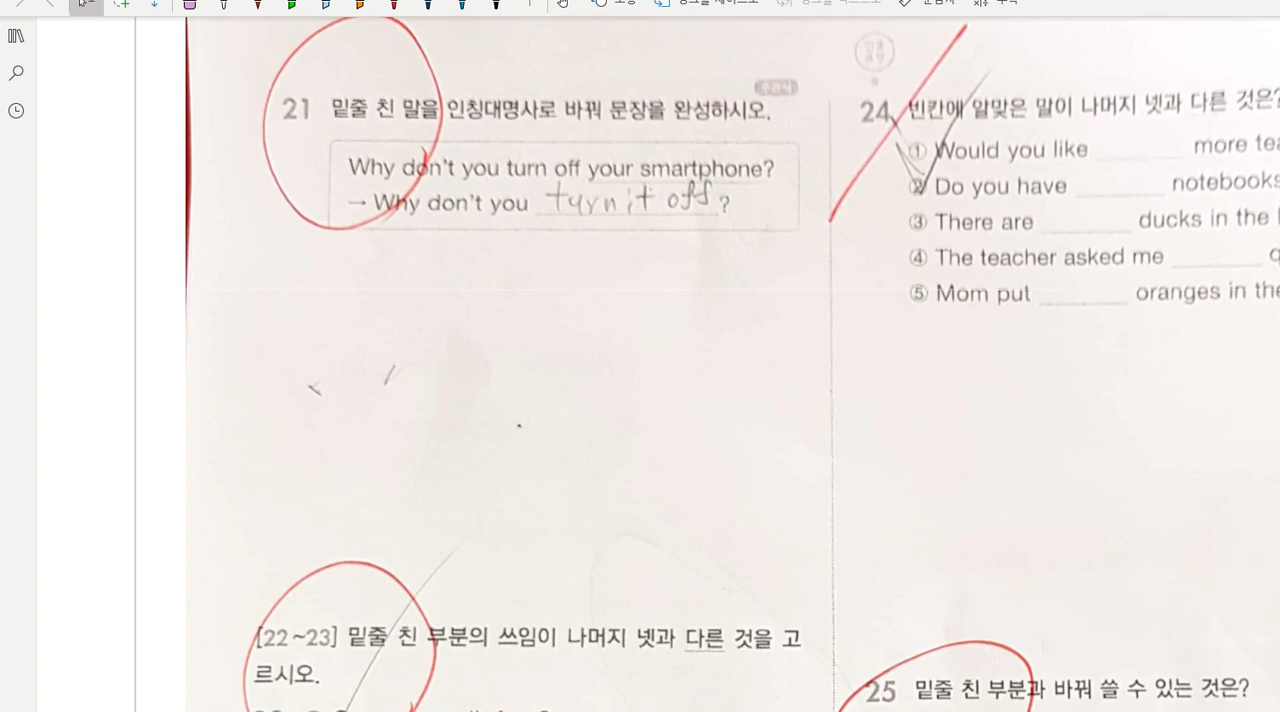 21 밑줄 친 말을 인칭대명사로 바꿔 문장을 완성하시오.
Why don't you turn off your smartphone?
→ Why don't you turn it off ?
[22~23] 밑줄 친 부분의 쓰임이 나머지 넷과 다른 것을 고
르시오.
24 빈칸에 알맞은 말이 나머지 넷과 다른 것은?
① Would you like ________ more tea
② Do you have ________ notebooks
③ There are ________ ducks in the
④ The teacher asked me ________
⑤ Mom put ________ oranges in the
25 밑줄 친 부분과 바꿔 쓸 수 있는 것은?